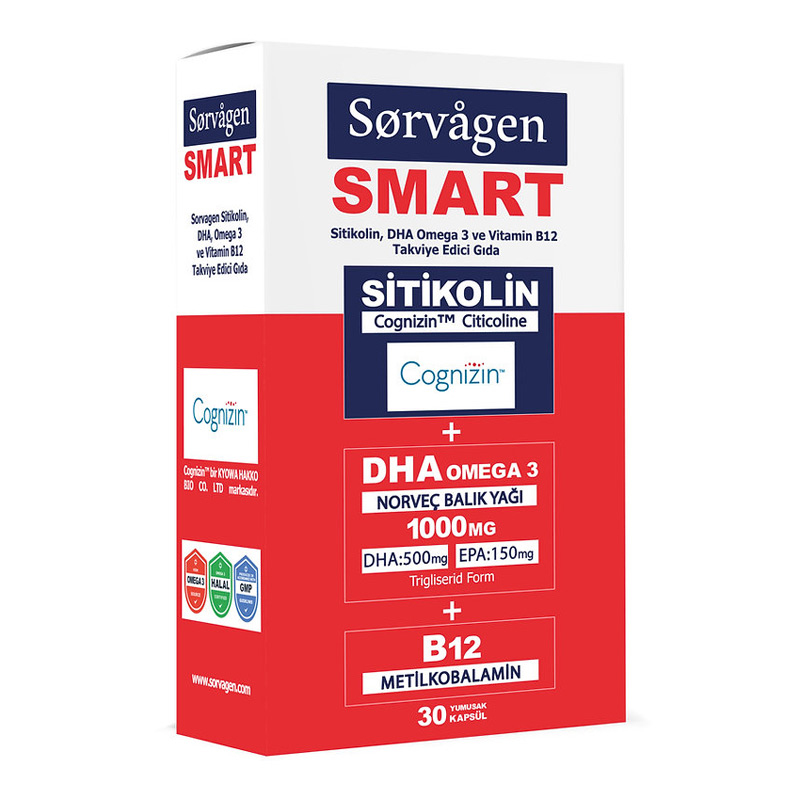 Sørvågen
SMART
Sitikolin, DHA Omega 3 ve Vitamin B12
Takviye Edici Gıda
SİTİKOLİN
Cognizin™ Citicoline
Cognizin™
+
DHA OMEGA 3
NORVEÇ BALIK YAĞI
1000MG
DHA:500mg EPA:150mg
Trigliserid Form
+
B12
METİLKOBALAMİN
30 YUMUSAK
KAPSÜL
Sørvågen
SMART
Sorvagen Sitikolin,
DHA, Omega 3
ve Vitamin B12
Takviye Edici Gıda
Cognizin™
Cognizin™ bir KYOWA HAKKO
BIO CO. LTD markasıdır.
OMEGA 3
HALAL
GMP
www.sorvagen.com